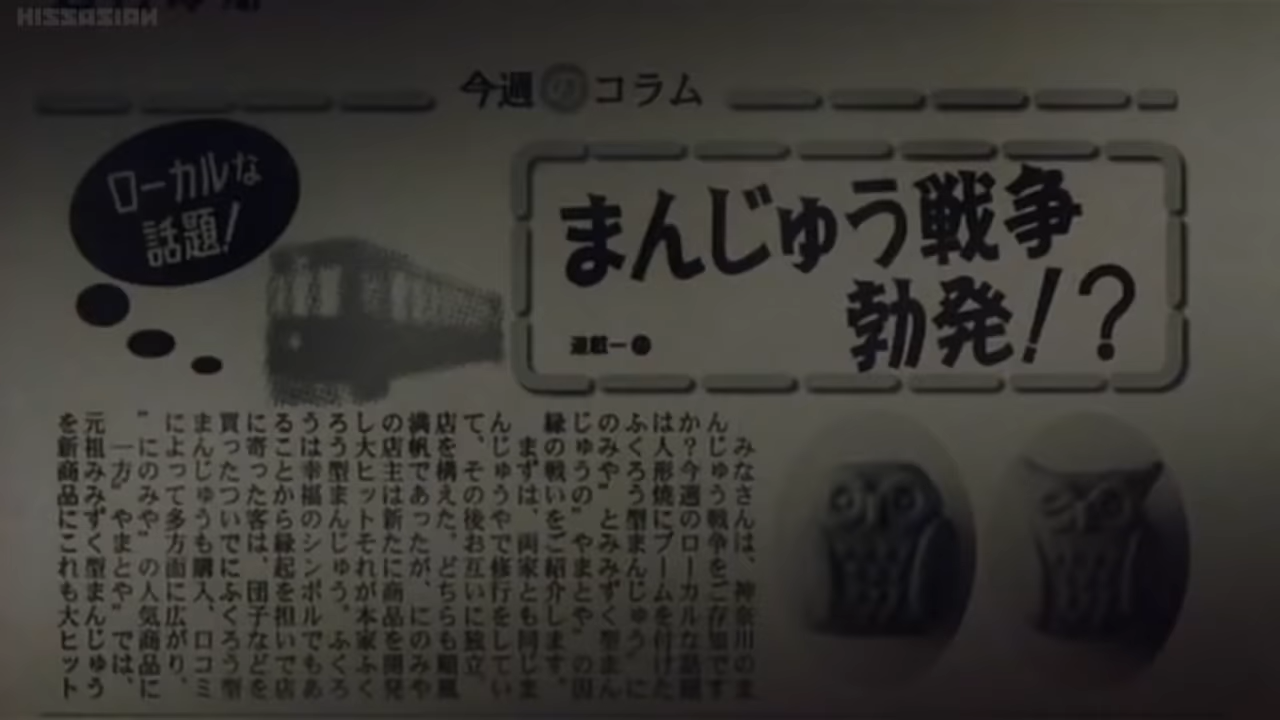 HISSASIAN
今週のコラム
ローカルな
話題!
まんじゅう戦争
勃発!?
みなさんは、神奈川のま
んじゅう戦争をご存知です
か?今週のローカルな話題
は人形焼にブームを付けた
ふくろう型まんじゅう"に
のみや"とみみずく型まん
じゅうの"やまとや"の因
縁の戦いをご紹介します。
まずは、両家とも同じま
んじゅうやで修行をしてい
て、その後お互いに独立、
店を構えた。どちらも順風
満帆であったが、にのみや
の店主は新たに商品を開発
し大ヒットそれが本家ふく
ろう型まんじゅう。ふくろ
うは幸福のシンボルでもあ
ることから縁起を担いで店
に寄った客は、団子などを
買ったついでにふくろう型
まんじゅうも購入、口コミ
によって多方面に広がり、
"にのみや"の人気商品に
一方"やまとや"では、
元祖みみずく型まんじゅう
を新商品にこれも大ヒット